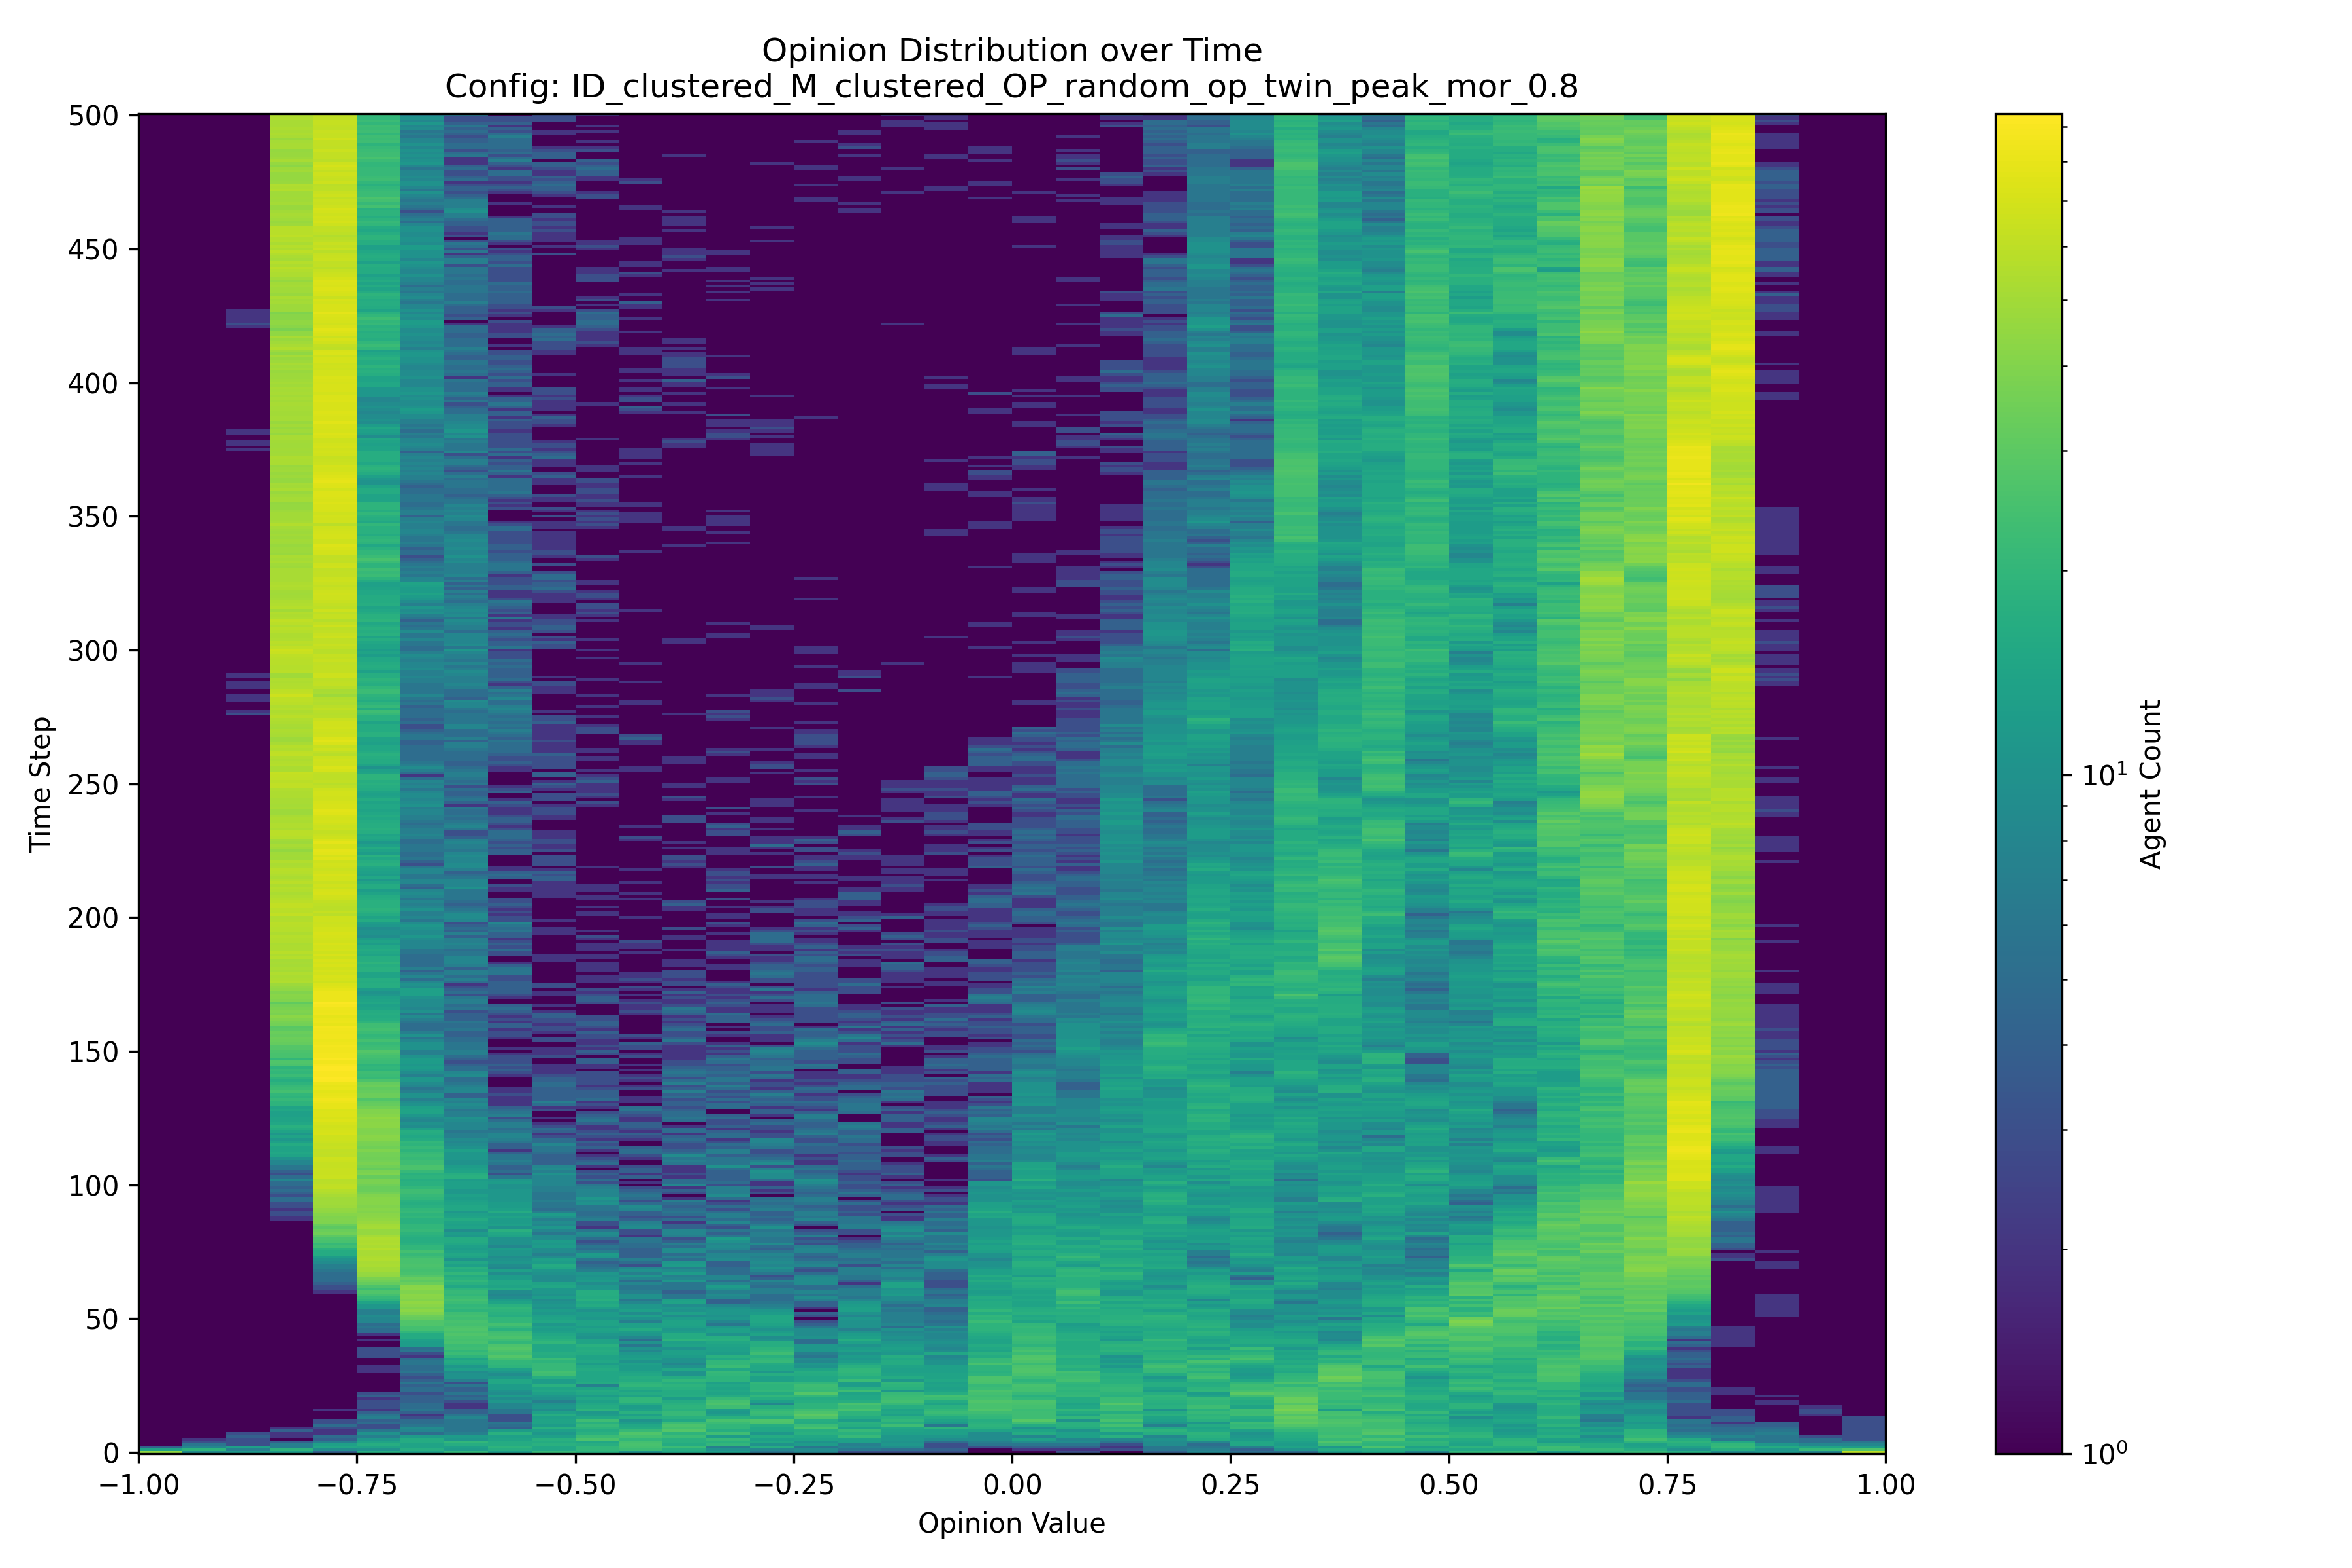 Opinion Distribution over Time
Config: ID_clustered_M_clustered_OP_random_op_twin_peak_mor_0.8
500
450
400
350
300
250
200
150
100
50
0
Time Step
−1.00 −0.75 −0.50 −0.25 0.00 0.25 0.50 0.75 1.00
Opinion Value
10¹
10⁰
Agent Count